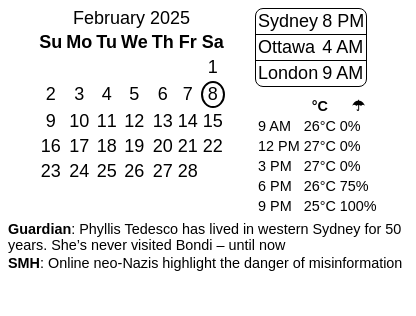 February 2025
Su Mo Tu We Th Fr Sa
1
2 3 4 5 6 7 8
9 10 11 12 13 14 15
16 17 18 19 20 21 22
23 24 25 26 27 28
Sydney 8 PM
Ottawa 4 AM
London 9 AM
°C ☂
9 AM 26°C 0%
12 PM 27°C 0%
3 PM 27°C 0%
6 PM 26°C 75%
9 PM 25°C 100%
Guardian: Phyllis Tedesco has lived in western Sydney for 50
years. She’s never visited Bondi – until now
SMH: Online neo-Nazis highlight the danger of misinformation